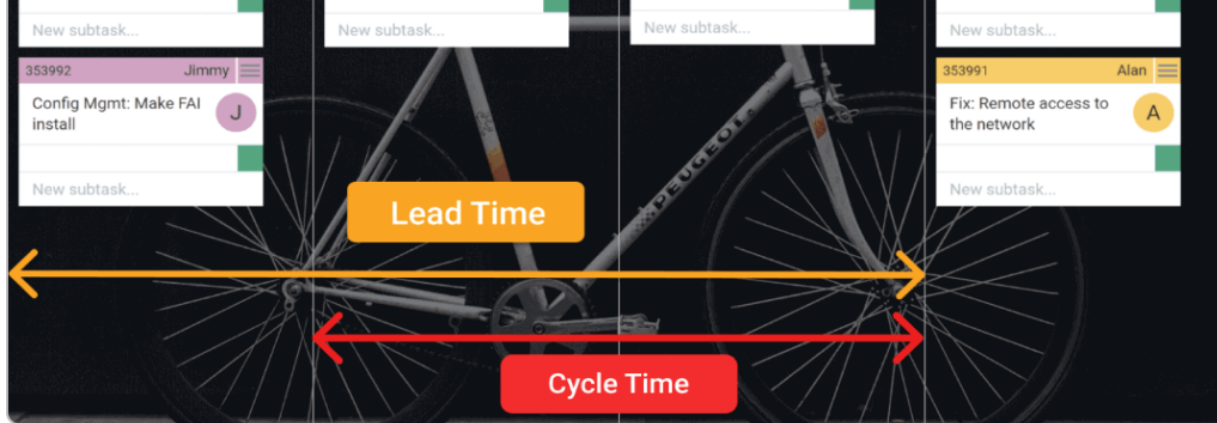 New subtask...
New subtask...
New subtask...
New subtask...
353992 Jimmy
Config Mgmt: Make FAI
install
J
New subtask...
353991 Alan
Fix: Remote access to
the network
A
New subtask...
PEUGEOT
Lead Time
Cycle Time